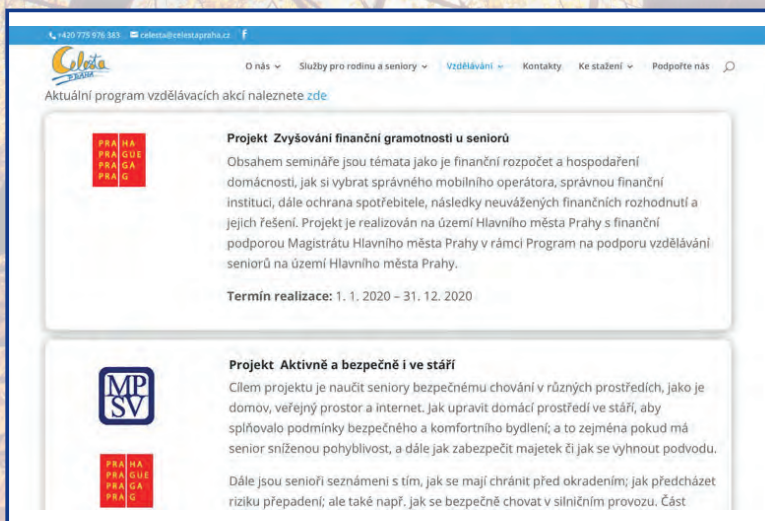 +420 775 976 383 celesta@celestapraha.cz f
Celesta
PRAHA
O nás Služby pro rodinu a seniory Vzdělávání Kontakty Ke stažení Podpořte nás
Aktuální program vzdělávacích akcí naleznete zde
PRA HA
PRA GUE
PRA GA
PRA G
Projekt Zvyšování finanční gramotnosti u seniorů
Obsahem semináře jsou témata jako je finanční rozpočet a hospodaření
domácnosti, jak si vybrat správného mobilního operátora, správnou finanční
instituci, dále ochrana spotřebitele, následky neuvážených finančních rozhodnutí a
jejich řešení. Projekt je realizován na území Hlavního města Prahy s finanční
podporou Magistrátu Hlavního města Prahy v rámci Program na podporu vzdělávání
seniorů na území Hlavního města Prahy.
Termín realizace: 1. 1. 2020 – 31. 12. 2020
MP
SV
Projekt Aktivně a bezpečně i ve stáří
Cílem projektu je naučit seniory bezpečnému chování v různých prostředích, jako je
domov, veřejný prostor a internet. Jak upravit domácí prostředí ve stáří, aby
splňovalo podmínky bezpečného a komfortního bydlení; a to zejména pokud má
senior sníženou pohyblivost, a dále jak zabezpečit majetek či jak se vyhnout podvodu.
PRA HA
PRA GUE
PRA GA
PRA G
Dále jsou senioři seznámeni s tím, jak se mají chránit před okradením; jak předcházet
riziku přepadení; ale také např. jak se bezpečně chovat v silničním provozu. Část